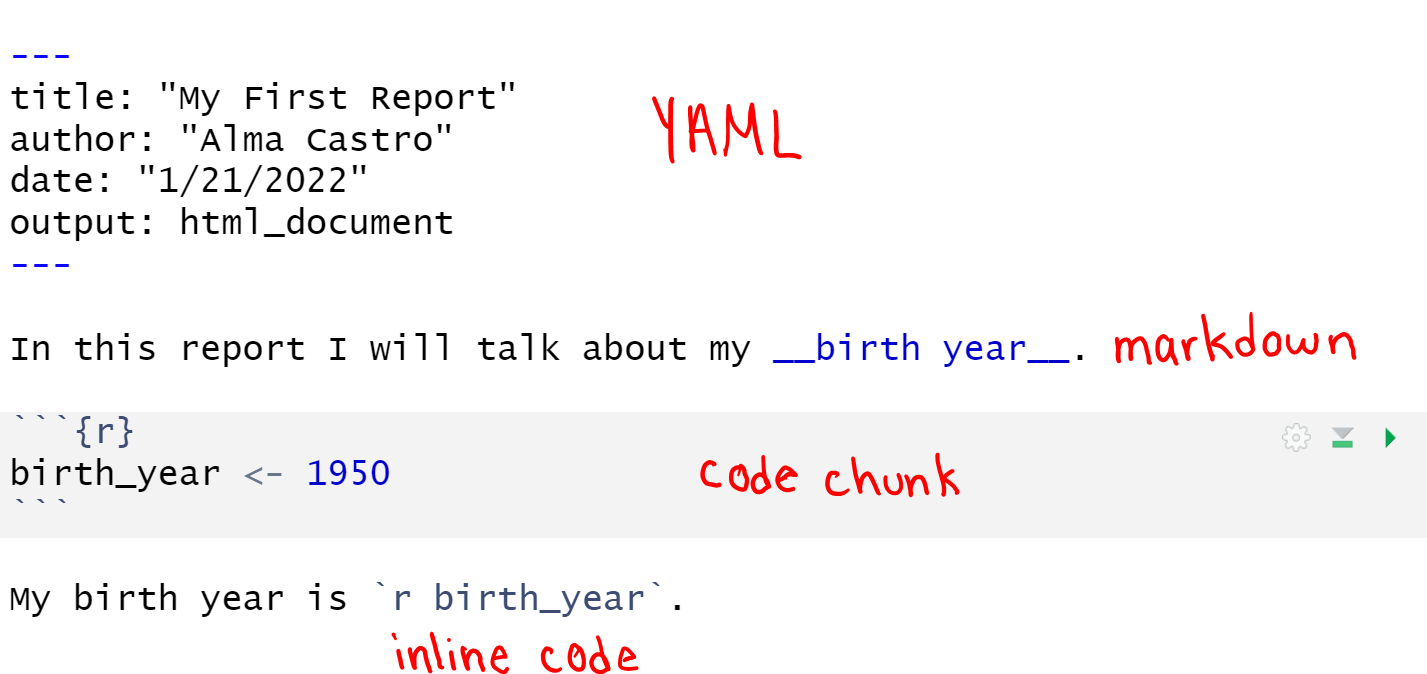 ---
title: "My First Report"
author: "Alma Castro"
date: "1/21/2022"
output: html_document
---
YAML
In this report I will talk about my __birth year__. markdown
```{r}
birth_year <- 1950
```
code chunk
My birth year is `r birth_year`.
inline code